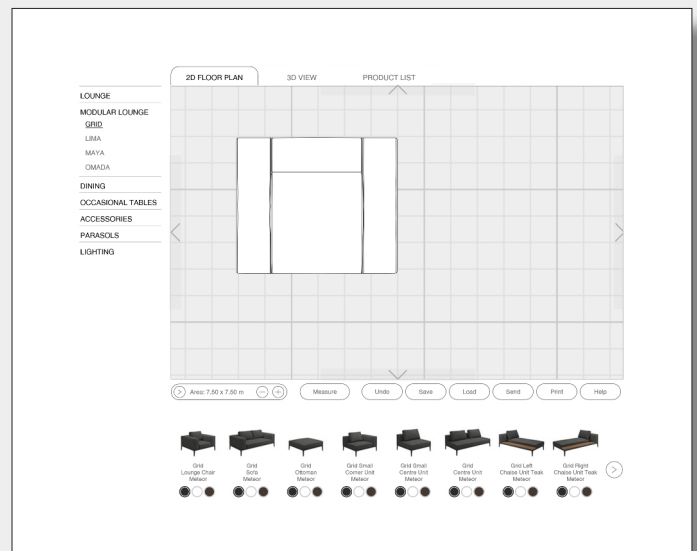 2D FLOOR PLAN
3D VIEW
PRODUCT LIST
LOUNGE
MODULAR LOUNGE
GRID
LIMA
MAYA
OMADA
DINING
OCCASIONAL TABLES
ACCESSORIES
PARASOLS
LIGHTING
Area: 7.50 x 7.50 m
Measure
Undo
Save
Load
Send
Print
Help
Grid
Lounge Chair
Meteor
Grid
Sofa
Meteor
Grid
Ottoman
Meteor
Grid Small
Corner Unit
Meteor
Grid Small
Centre Unit
Meteor
Grid
Centre Unit
Meteor
Grid Left
Chaise Unit Teak
Meteor
Grid Right
Chaise Unit Teak
Meteor